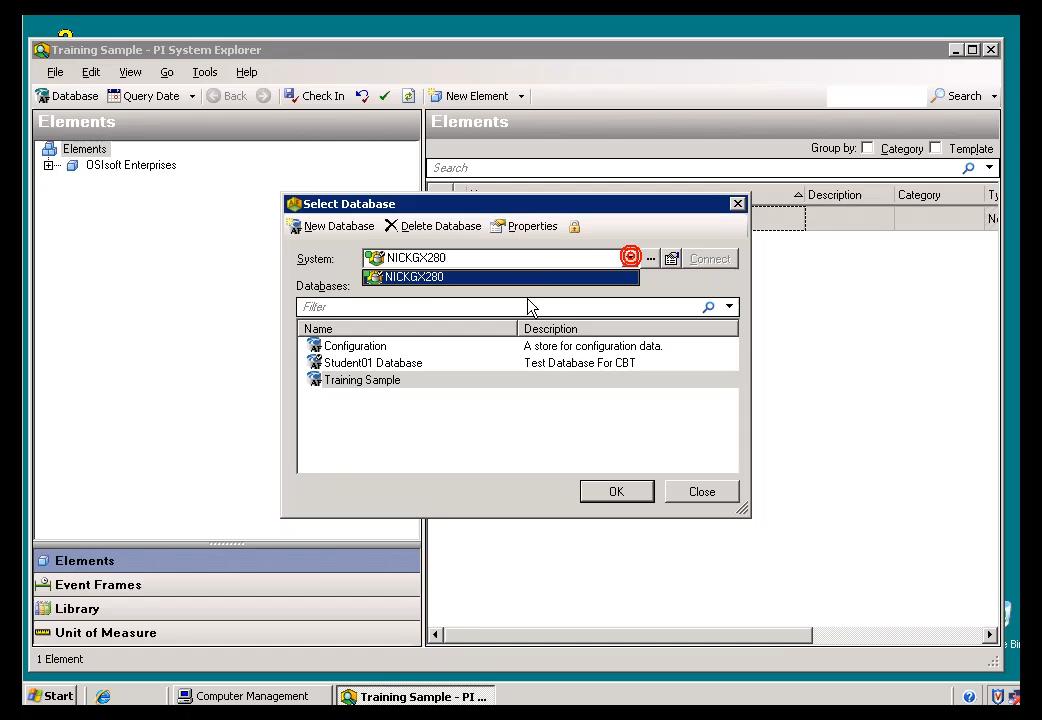 Training Sample - PI System Explorer
File Edit View Go Tools Help
Database Query Date Back Check In New Element Search
Elements
Elements
Group by: Category Template
Elements
OSIsoft Enterprises
Search
Description Category
Select Database
New Database Delete Database Properties
System: NICKGX280 ... Connect
NICKGX280
Databases:
Filter
Name Description
Configuration A store for configuration data.
Student01 Database Test Database For CBT
Training Sample
OK Close
Elements
Event Frames
Library
Unit of Measure
1 Element
Start Computer Management Training Sample - PI ...